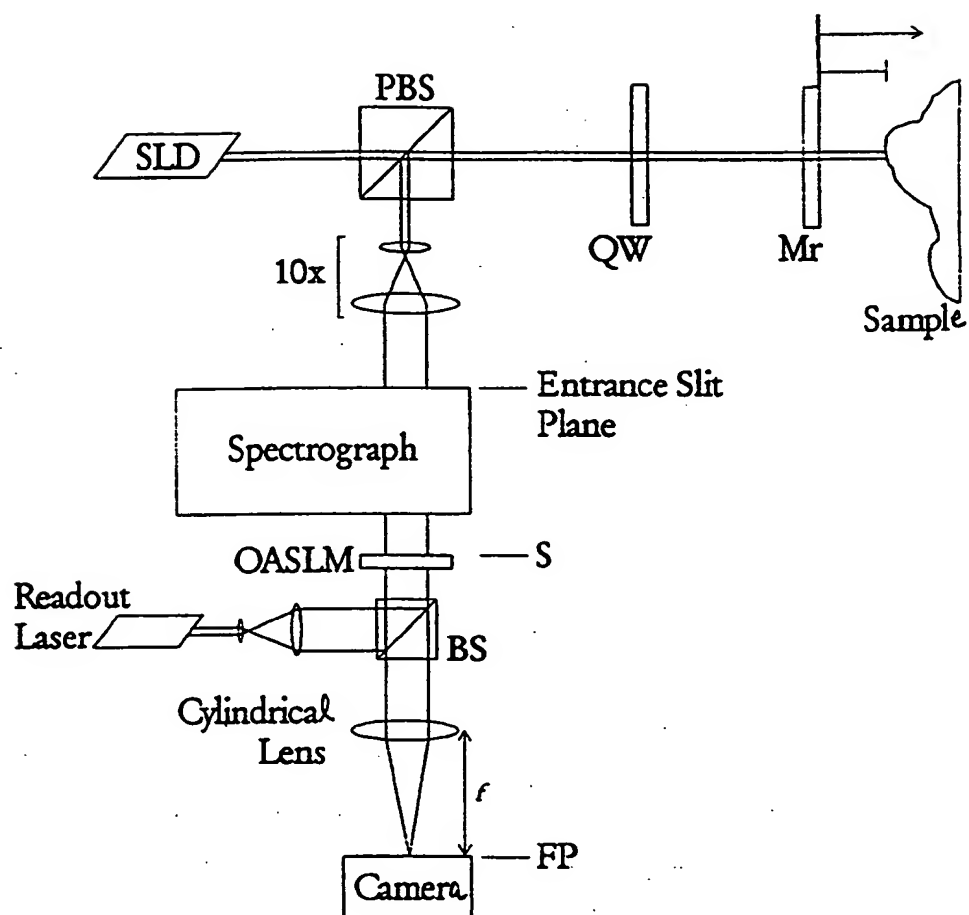 PBS
SLD
QW
Mr
Sample
10x
Entrance Slit
Plane
Spectrograph
OASLM
S
Readout
Laser
BS
Cylindrical
Lens
f
FP
Camera